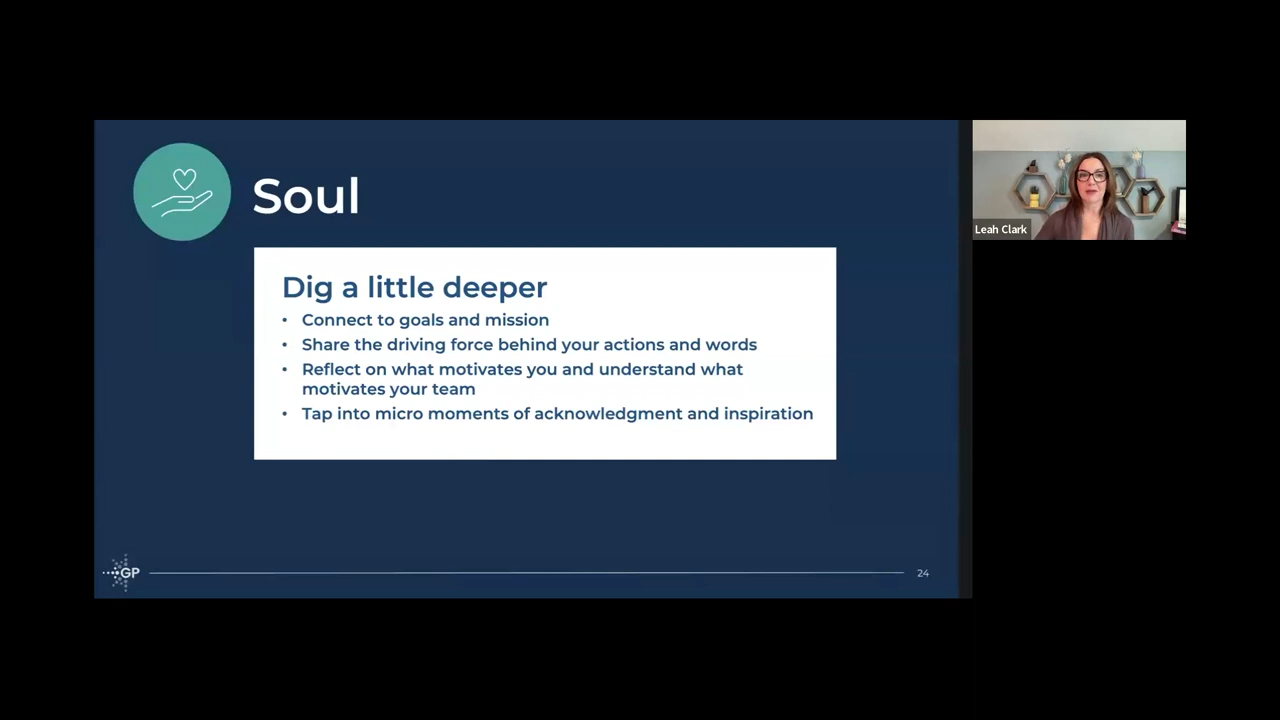 Soul
Dig a little deeper
• Connect to goals and mission
• Share the driving force behind your actions and words
• Reflect on what motivates you and understand what
motivates your team
• Tap into micro moments of acknowledgment and inspiration
GP
24
Leah Clark